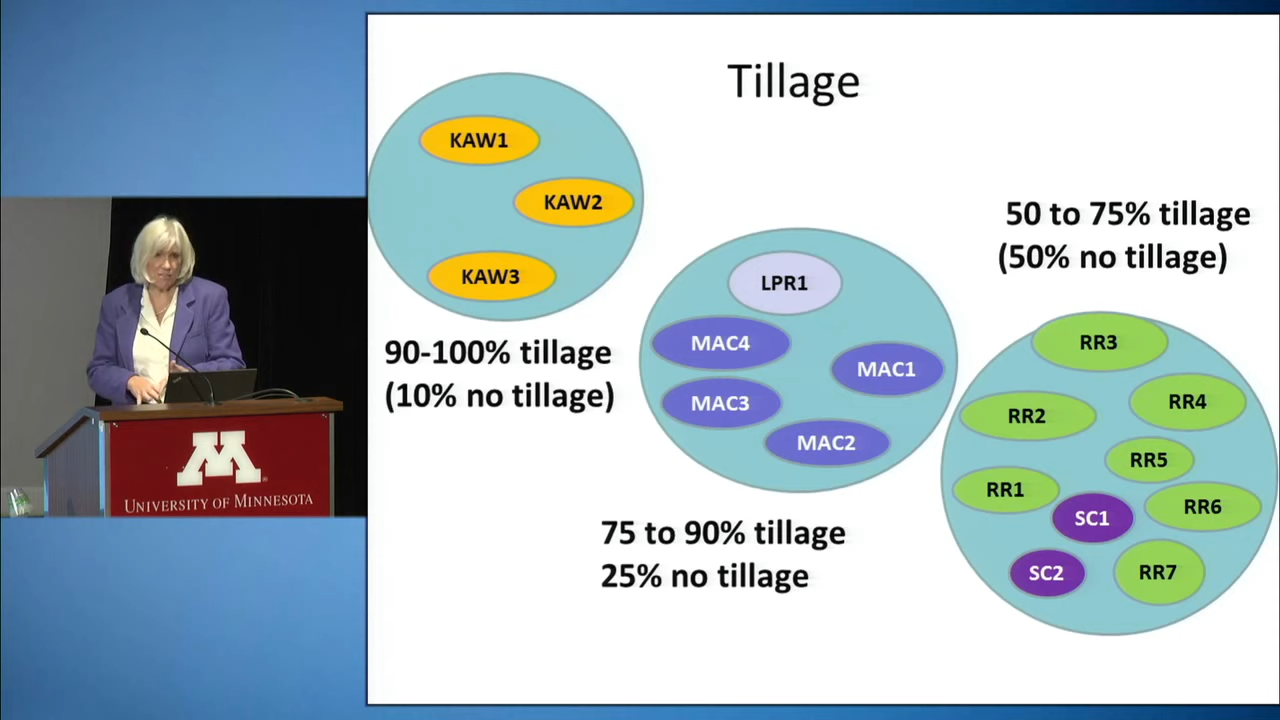 Tillage
KAW1
KAW2
KAW3
90-100% tillage
(10% no tillage)
LPR1
MAC4
MAC1
MAC3
MAC2
75 to 90% tillage
25% no tillage
50 to 75% tillage
(50% no tillage)
RR3
RR4
RR2
RR5
RR1
RR6
SC1
SC2
RR7
M
UNIVERSITY OF MINNESOTA